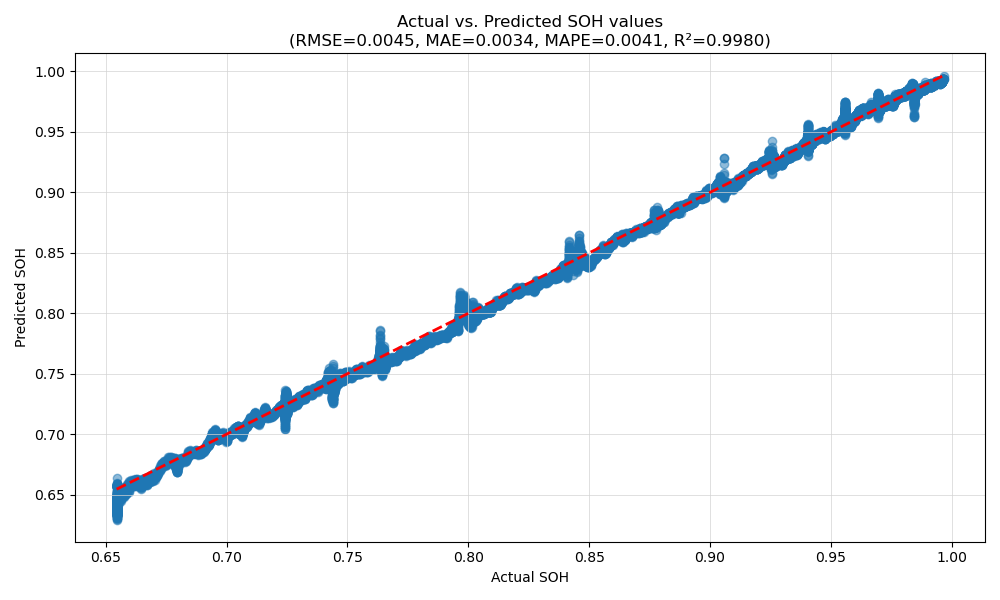 Actual vs. Predicted SOH values
(RMSE=0.0045, MAE=0.0034, MAPE=0.0041, R²=0.9980)
1.00
0.95
0.90
0.85
0.80
0.75
0.70
0.65
Predicted SOH
0.65 0.70 0.75 0.80 0.85 0.90 0.95 1.00
Actual SOH